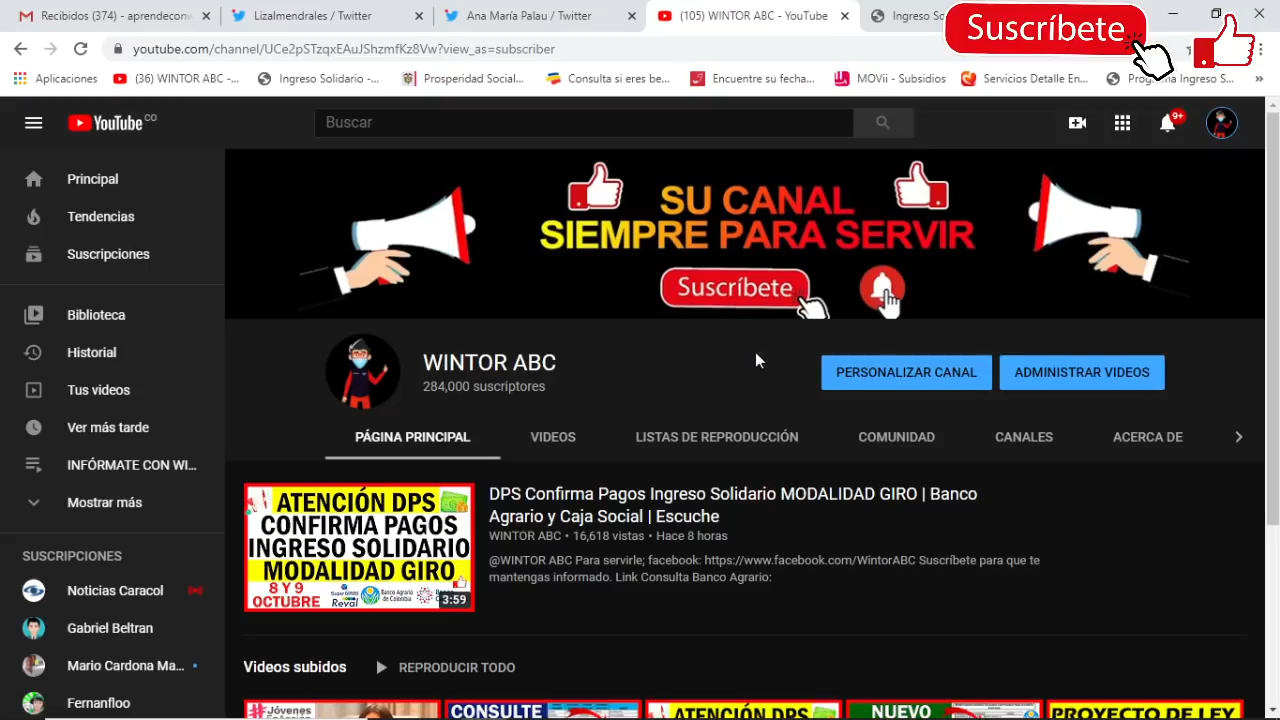 Recibidos (374) - aprendecon
LizaImendrales / Twitter
Ana María Palau / Twitter
(105) WINTOR ABC - YouTube
Ingreso So
Suscríbete
youtube.com/channel/UCe2pSTzqxEAuJShzmfKz8Vw?view_as=subscriber
Aplicaciones
(36) WINTOR ABC -...
Ingreso Solidario -...
Prosperidad Social...
Consulta si eres be...
Encuentre su fecha...
MOVii - Subsidios
Servicios Detalle En...
Programa Ingreso S...
YouTube CO
Buscar
9+
Principal
Tendencias
Suscripciones
Biblioteca
Historial
Tus videos
Ver más tarde
INFÓRMATE CON WI...
Mostrar más
SUSCRIPCIONES
Noticias Caracol
Gabriel Beltran
Mario Cardona Ma...
Fernanfloo
SU CANAL
SIEMPRE PARA SERVIR
Suscríbete
WINTOR ABC
284,000 suscriptores
PERSONALIZAR CANAL
ADMINISTRAR VIDEOS
PÁGINA PRINCIPAL
VIDEOS
LISTAS DE REPRODUCCIÓN
COMUNIDAD
CANALES
ACERCA DE
ATENCIÓN DPS
CONFIRMA PAGOS
INGRESO SOLIDARIO
MODALIDAD GIRO
8 Y 9
OCTUBRE
SuperGIROS
Reval
Banco Agrario
de Colombia
3:59
DPS Confirma Pagos Ingreso Solidario MODALIDAD GIRO | Banco
Agrario y Caja Social | Escuche
WINTOR ABC • 16,618 vistas • Hace 8 horas
@WINTOR ABC Para servirle; facebook: https://www.facebook.com/WintorABC Suscríbete para que te
mantengas informado. Link Consulta Banco Agrario:
Videos subidos
REPRODUCIR TODO
#Jóvenes
CONSULTE
ATENCIÓN DPS
NUEVO
PROYECTO DE LEY